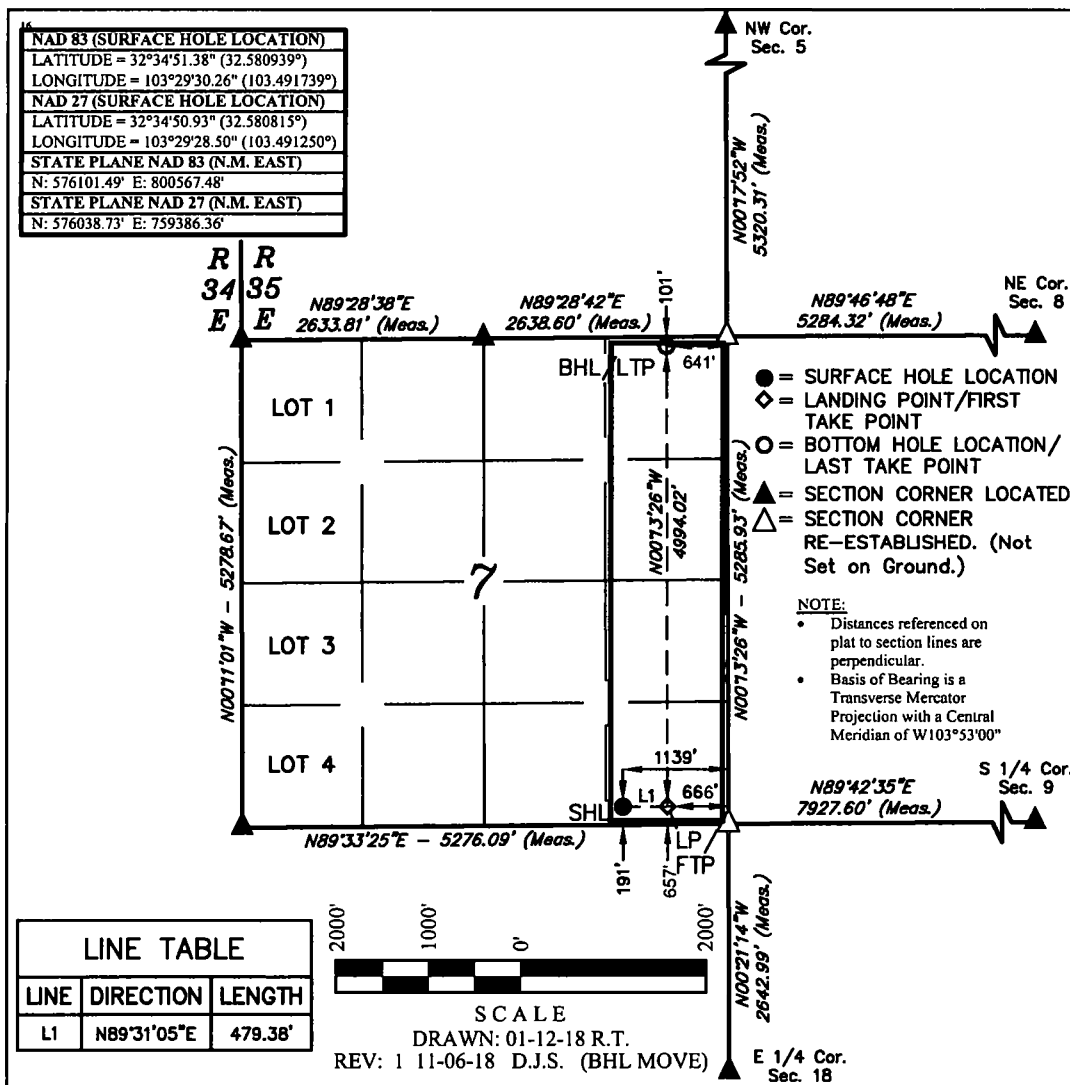 16
NAD 83 (SURFACE HOLE LOCATION)
LATITUDE = 32°34'51.38" (32.580939°)
LONGITUDE = 103°29'30.26" (103.491739°)
NAD 27 (SURFACE HOLE LOCATION)
LATITUDE = 32°34'50.93" (32.580815°)
LONGITUDE = 103°29'28.50" (103.491250°)
STATE PLANE NAD 83 (N.M. EAST)
N: 576101.49' E: 800567.48'
STATE PLANE NAD 27 (N.M. EAST)
N: 576038.73' E: 759386.36'
NW Cor.
Sec. 5
N00°17'52"W
5320.31' (Meas.)
R R
34 35
E E
N89°28'38"E
2633.81' (Meas.)
N89°28'42"E
2638.60' (Meas.)
101'
N89°46'48"E
5284.32' (Meas.)
NE Cor.
Sec. 8
BHL/LTP
641'
LOT 1
LOT 2
LOT 3
LOT 4
7
N00°11'01"W - 5278.67' (Meas.)
N00°13'26"W
4994.02'
N00°13'26"W - 5285.93' (Meas.)
= SURFACE HOLE LOCATION
= LANDING POINT/FIRST
TAKE POINT
= BOTTOM HOLE LOCATION/
LAST TAKE POINT
= SECTION CORNER LOCATED
= SECTION CORNER
RE-ESTABLISHED. (Not
Set on Ground.)
NOTE:
• Distances referenced on
plat to section lines are
perpendicular.
• Basis of Bearing is a
Transverse Mercator
Projection with a Central
Meridian of W103°53'00"
1139'
L1
666'
SHL
LP
FTP
191'
657'
N89°33'25"E - 5276.09' (Meas.)
N89°42'35"E
7927.60' (Meas.)
S 1/4 Cor.
Sec. 9
N00°21'14"W
2642.99' (Meas.)
E 1/4 Cor.
Sec. 18
LINE TABLE
LINE DIRECTION LENGTH
L1 N89°31'05"E 479.38'
2000' 1000' 0' 2000'
SCALE
DRAWN: 01-12-18 R.T.
REV: 1 11-06-18 D.J.S. (BHL MOVE)